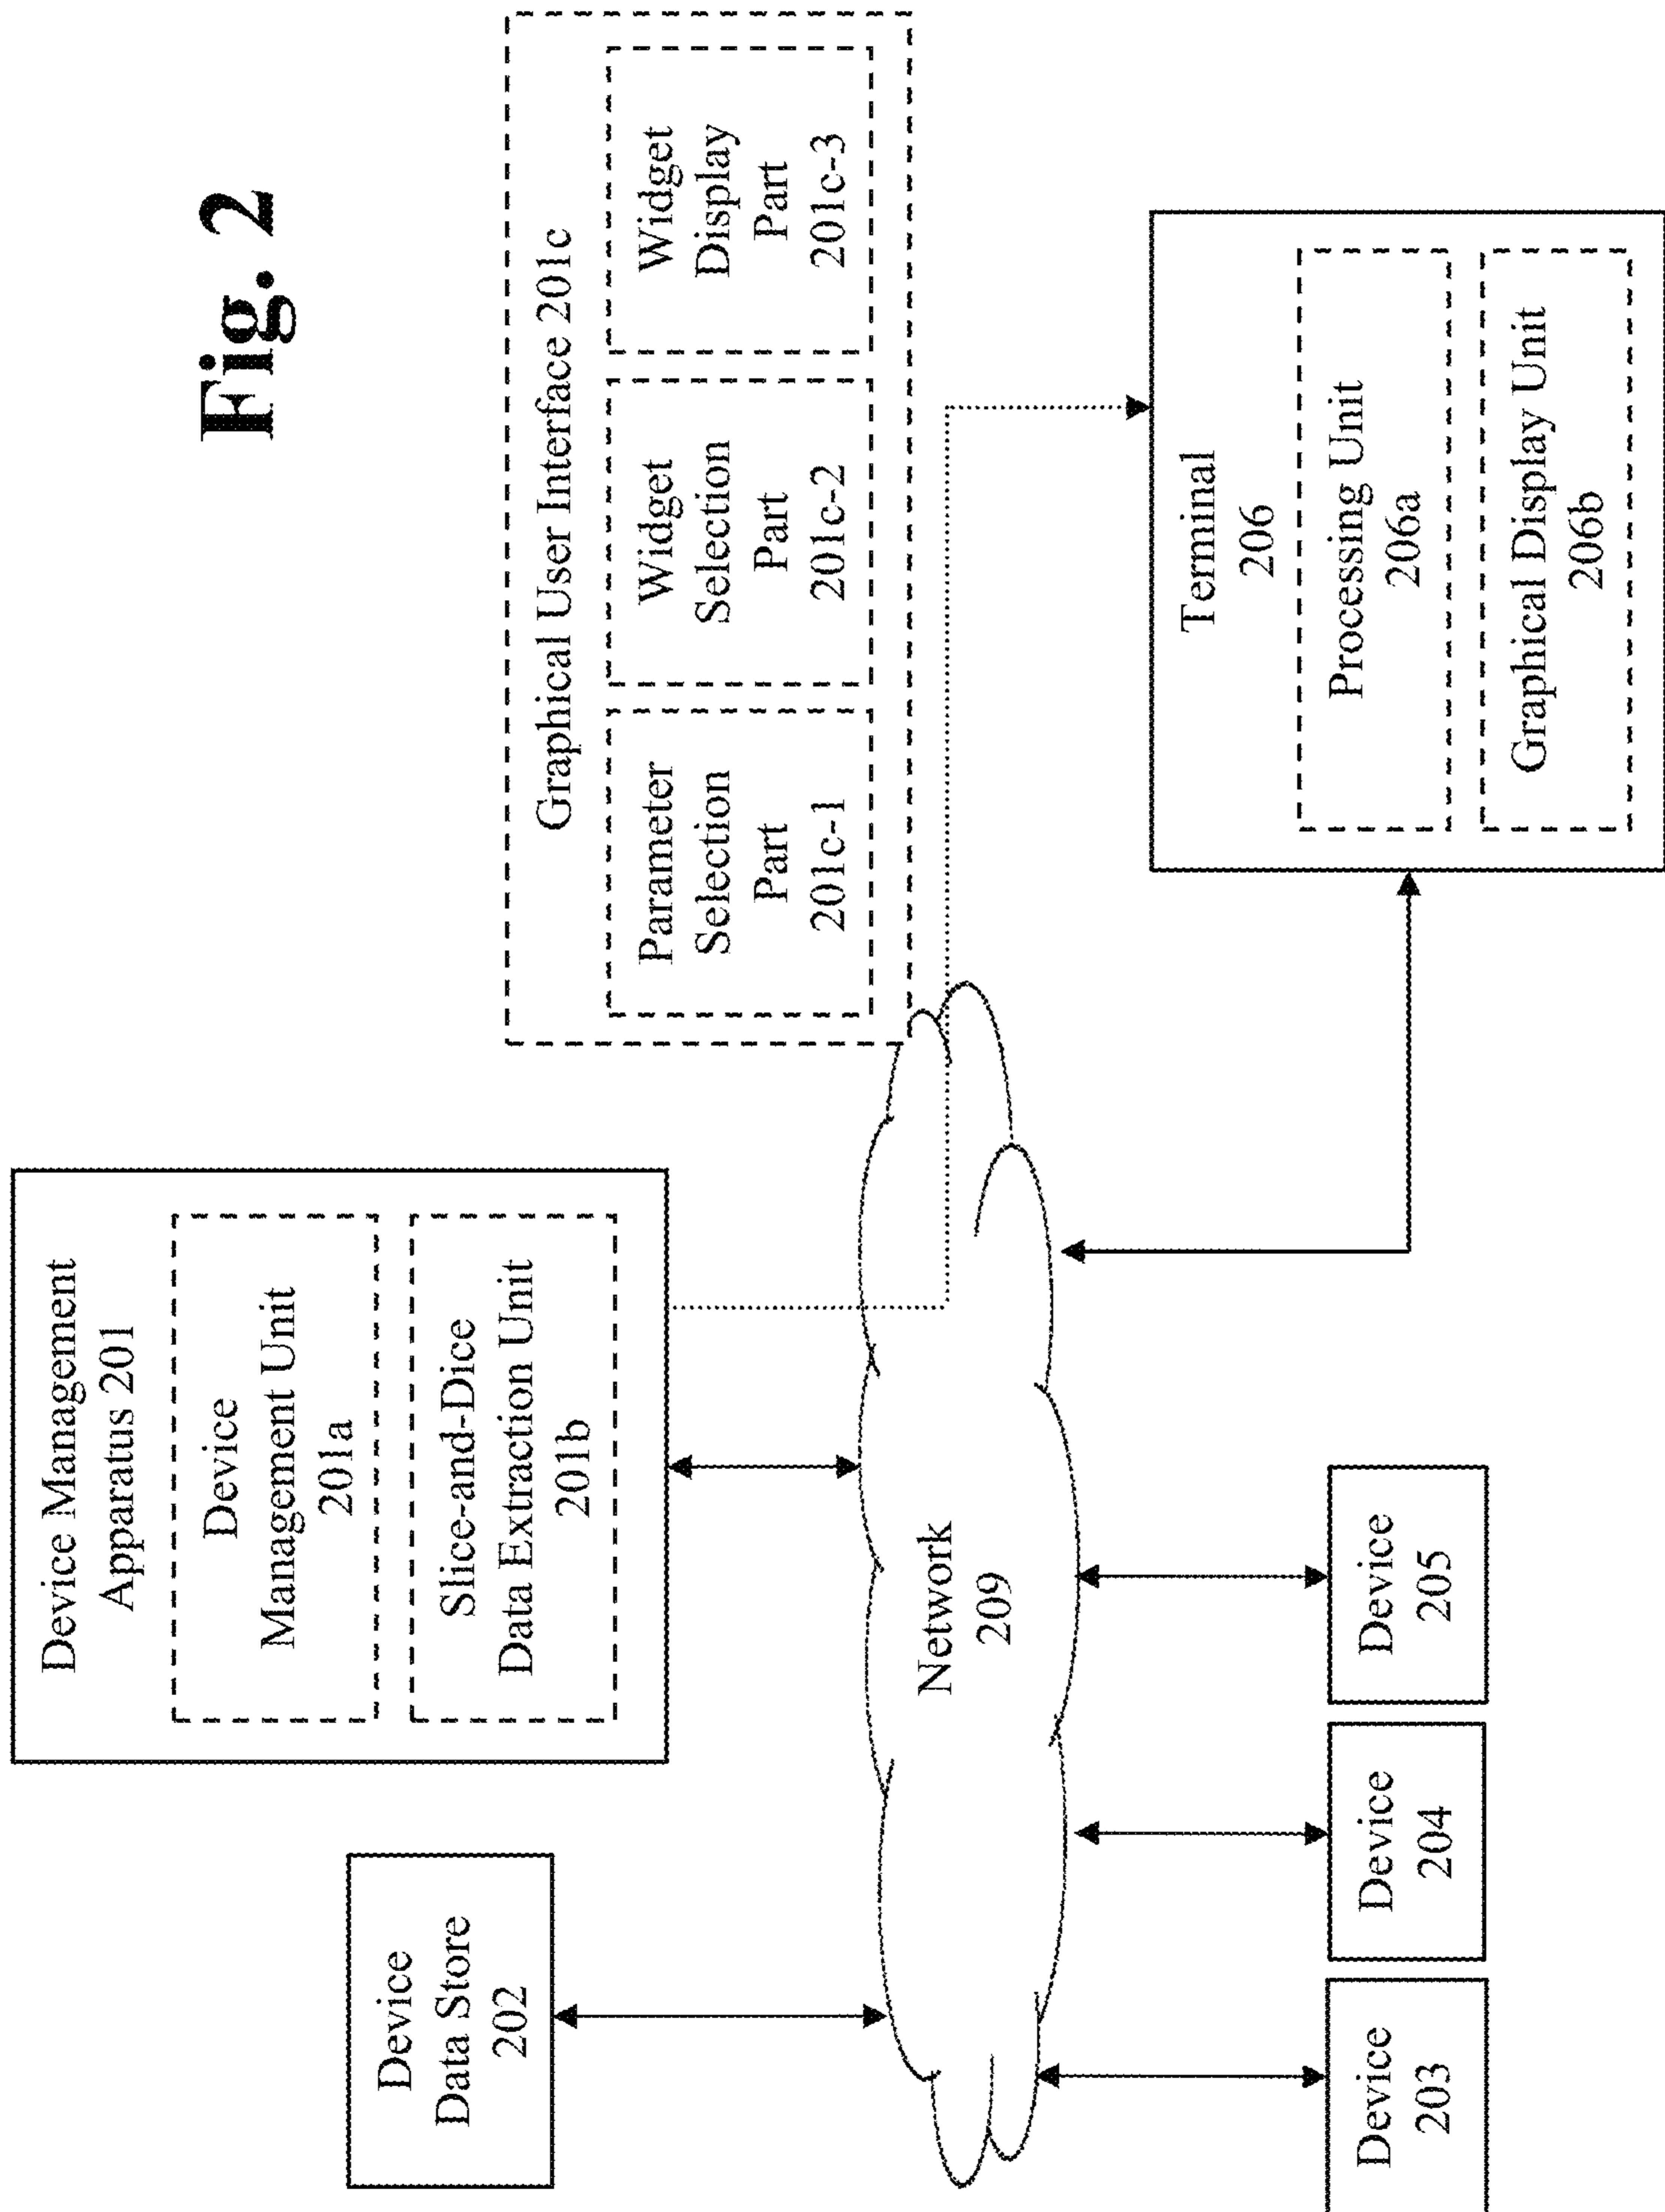 Fig. 2
Device Management
Apparatus 201
Device
Management Unit
201a
Slice-and-Dice
Data Extraction Unit
201b
Device
Data Store
202
Graphical User Interface 201c
Parameter
Selection
Part
201c-1
Widget
Selection
Part
201c-2
Widget
Display
Part
201c-3
Network
209
Device
203
Device
204
Device
205
Terminal
206
Processing Unit
206a
Graphical Display Unit
206b